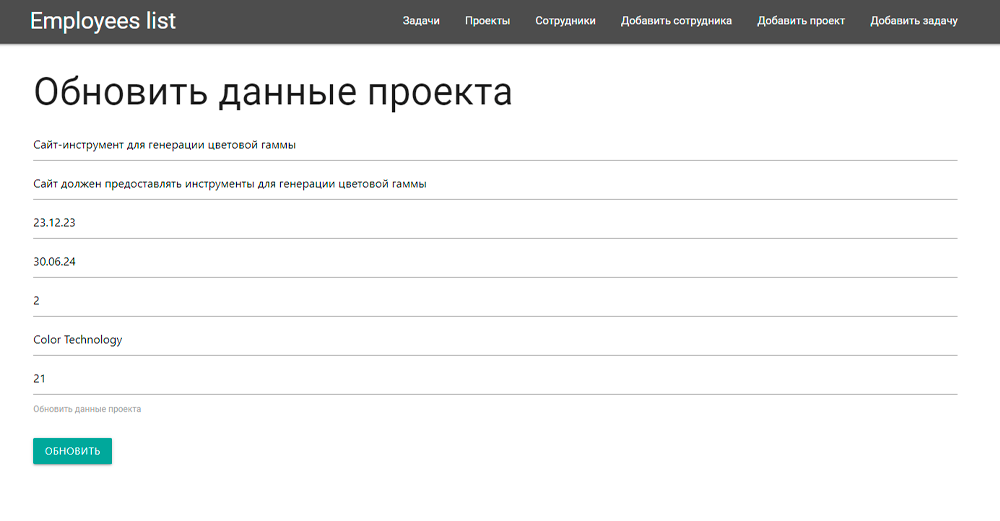 Employees list
Задачи Проекты Сотрудники Добавить сотрудника Добавить проект Добавить задачу
Обновить данные проекта
Сайт-инструмент для генерации цветовой гаммы
Сайт должен предоставлять инструменты для генерации цветовой гаммы
23.12.23
30.06.24
2
Color Technology
21
Обновить данные проекта
ОБНОВИТЬ